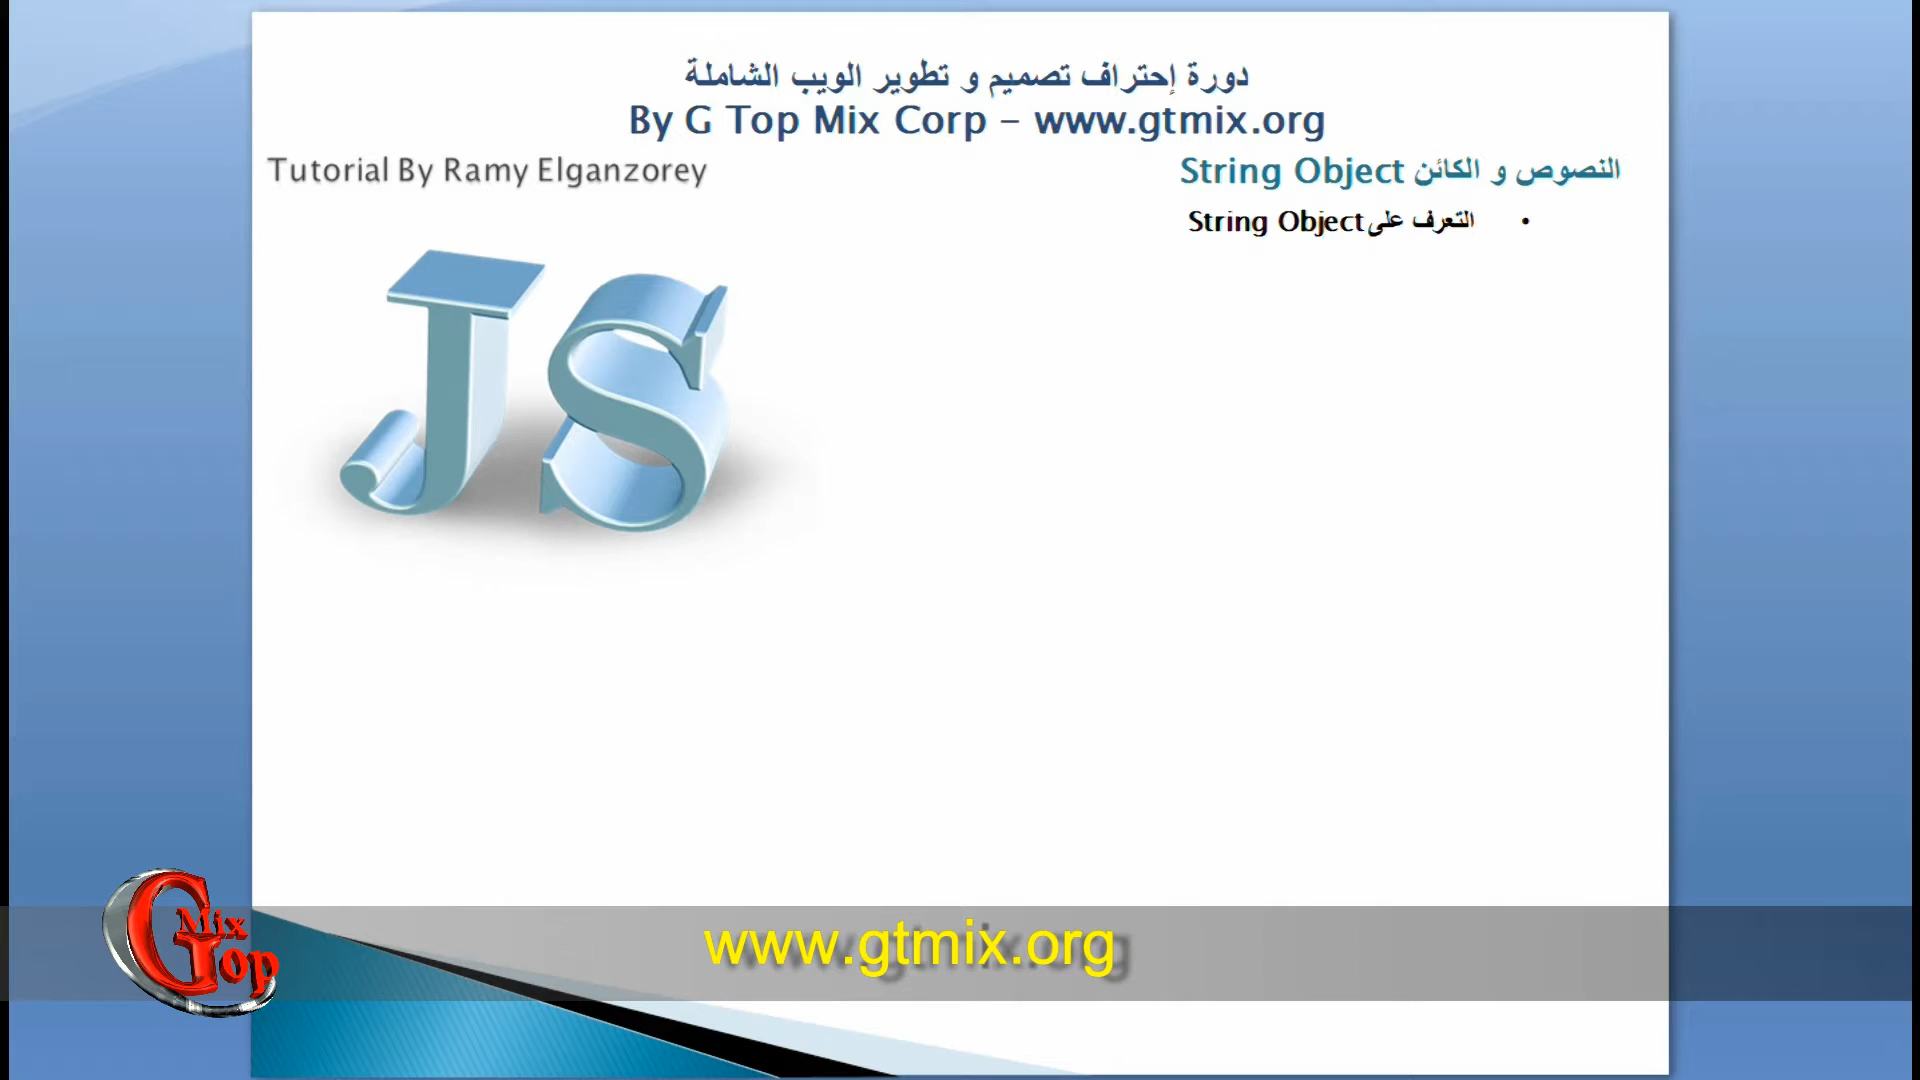 دورة إحتراف تصميم و تطوير الويب الشاملة
By G Top Mix Corp – www.gtmix.org
النصوص و الكائن String Object
Tutorial By Ramy Elganzorey
• التعرف على String Object
JS
G Mix Top
www.gtmix.org